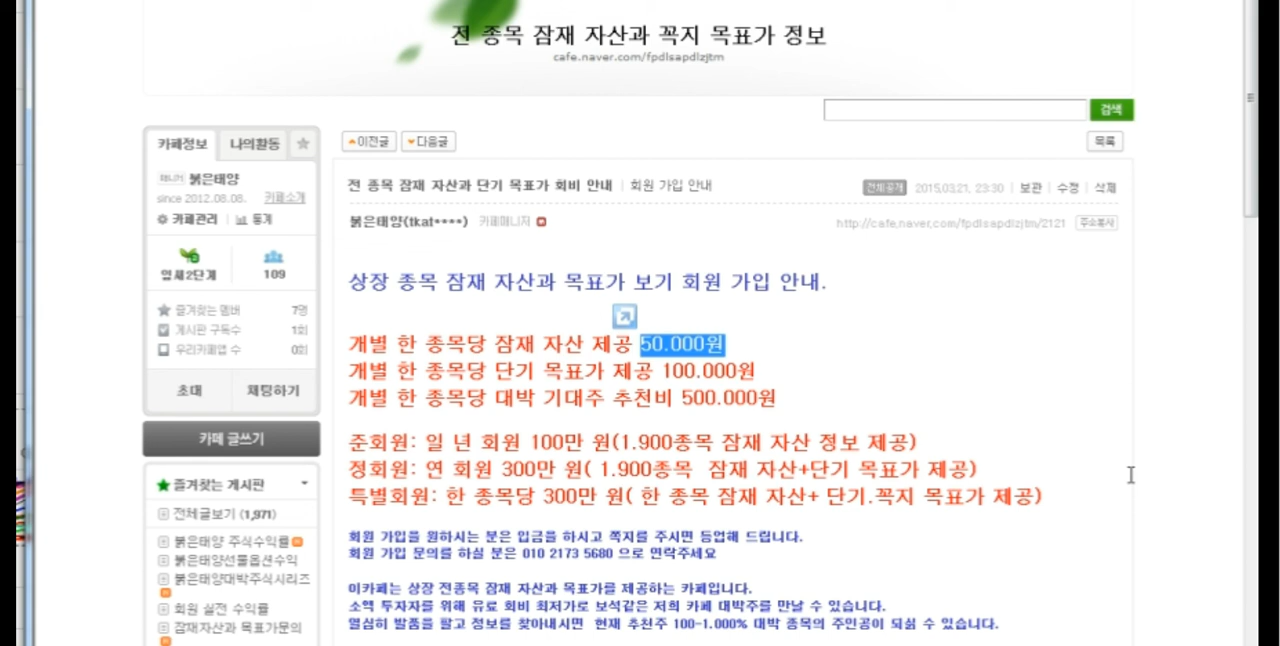 전 종목 잠재 자산과 꼭지 목표가 정보
cafe.naver.com/fpdlsapdlzjtm
검색
카페정보 나의활동
이전글 다음글
목록
매니저 붉은태양
since 2012.08.08. 카페소개
카페관리 통계
잎새2단계 109
즐겨찾는 멤버 7명
게시판 구독수 1회
우리카페앱 수 0회
초대 채팅하기
카페 글쓰기
즐겨찾는 게시판
전체글보기 (1,971)
붉은태양 주식수익률
붉은태양선물옵션수익
붉은태양대박주식시리즈
회원 실전 수익률
잠재자산과 목표가문의
전 종목 잠재 자산과 단기 목표가 회비 안내 | 회원 가입 안내
전체공개 2015.03.21. 23:30 | 보관 | 수정 | 삭제
붉은태양(tkat****) 카페매니저
http://cafe.naver.com/fpdlsapdlzjtm/2121 주소복사
상장 종목 잠재 자산과 목표가 보기 회원 가입 안내.
개별 한 종목당 잠재 자산 제공 50.000원
개별 한 종목당 단기 목표가 제공 100.000원
개별 한 종목당 대박 기대주 추천비 500.000원
준회원: 일 년 회원 100만 원(1.900종목 잠재 자산 정보 제공)
정회원: 연 회원 300만 원( 1.900종목 잠재 자산+단기 목표가 제공)
특별회원: 한 종목당 300만 원( 한 종목 잠재 자산+ 단기.꼭지 목표가 제공)
회원 가입을 원하시는 분은 입금을 하시고 쪽지를 주시면 등업해 드립니다.
회원 가입 문의를 하실 분은 010 2173 5680 으로 연락주세요
이카페는 상장 전종목 잠재 자산과 목표가를 제공하는 카페입니다.
소액 투자자를 위해 유료 회비 최저가로 보석같은 저희 카페 대박주를 만날 수 있습니다.
열심히 발품을 팔고 정보를 찾아내시면 현재 추천주 100-1.000% 대박 종목의 주인공이 되실 수 있습니다.